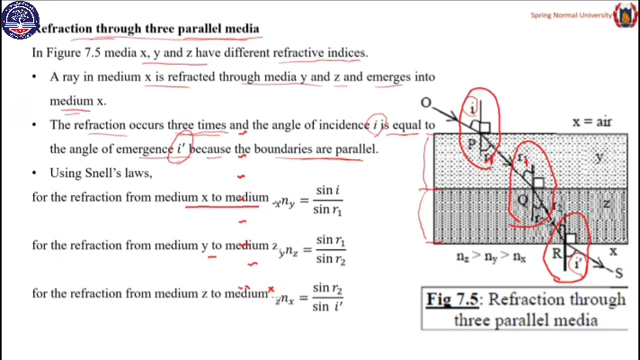 Refraction through three parallel media
Spring Normal University
In Figure 7.5 media x, y and z have different refractive indices.
• A ray in medium x is refracted through media y and z and emerges into
medium x.
• The refraction occurs three times and the angle of incidence i is equal to
the angle of emergence i′ because the boundaries are parallel.
• Using Snell's laws,
for the refraction from medium x to medium ₓnᵧ = sin i / sin r₁
for the refraction from medium y to medium z ᵧn_z = sin r₁ / sin r₂
for the refraction from medium z to medium x _znₓ = sin r₂ / sin i′
O
i
x = air
P
r₁
y
r₁
Q
r₂
z
r₂
R
x
i′
S
n_z > n_y > n_x
Fig 7.5: Refraction through
three parallel media